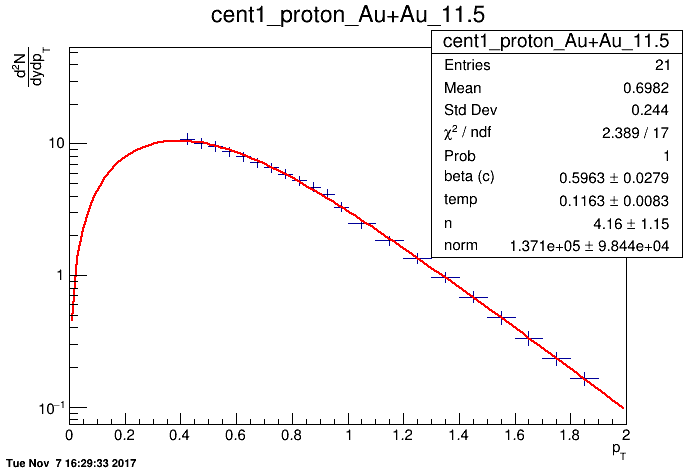 cent1_proton_Au+Au_11.5
d²N
dydp_T
cent1_proton_Au+Au_11.5
Entries 21
Mean 0.6982
Std Dev 0.244
χ² / ndf 2.389 / 17
Prob 1
beta (c) 0.5963 ± 0.0279
temp 0.1163 ± 0.0083
n 4.16 ± 1.15
norm 1.371e+05 ± 9.844e+04
10
1
10⁻¹
0 0.2 0.4 0.6 0.8 1 1.2 1.4 1.6 1.8 2
p_T
Tue Nov 7 16:29:33 2017